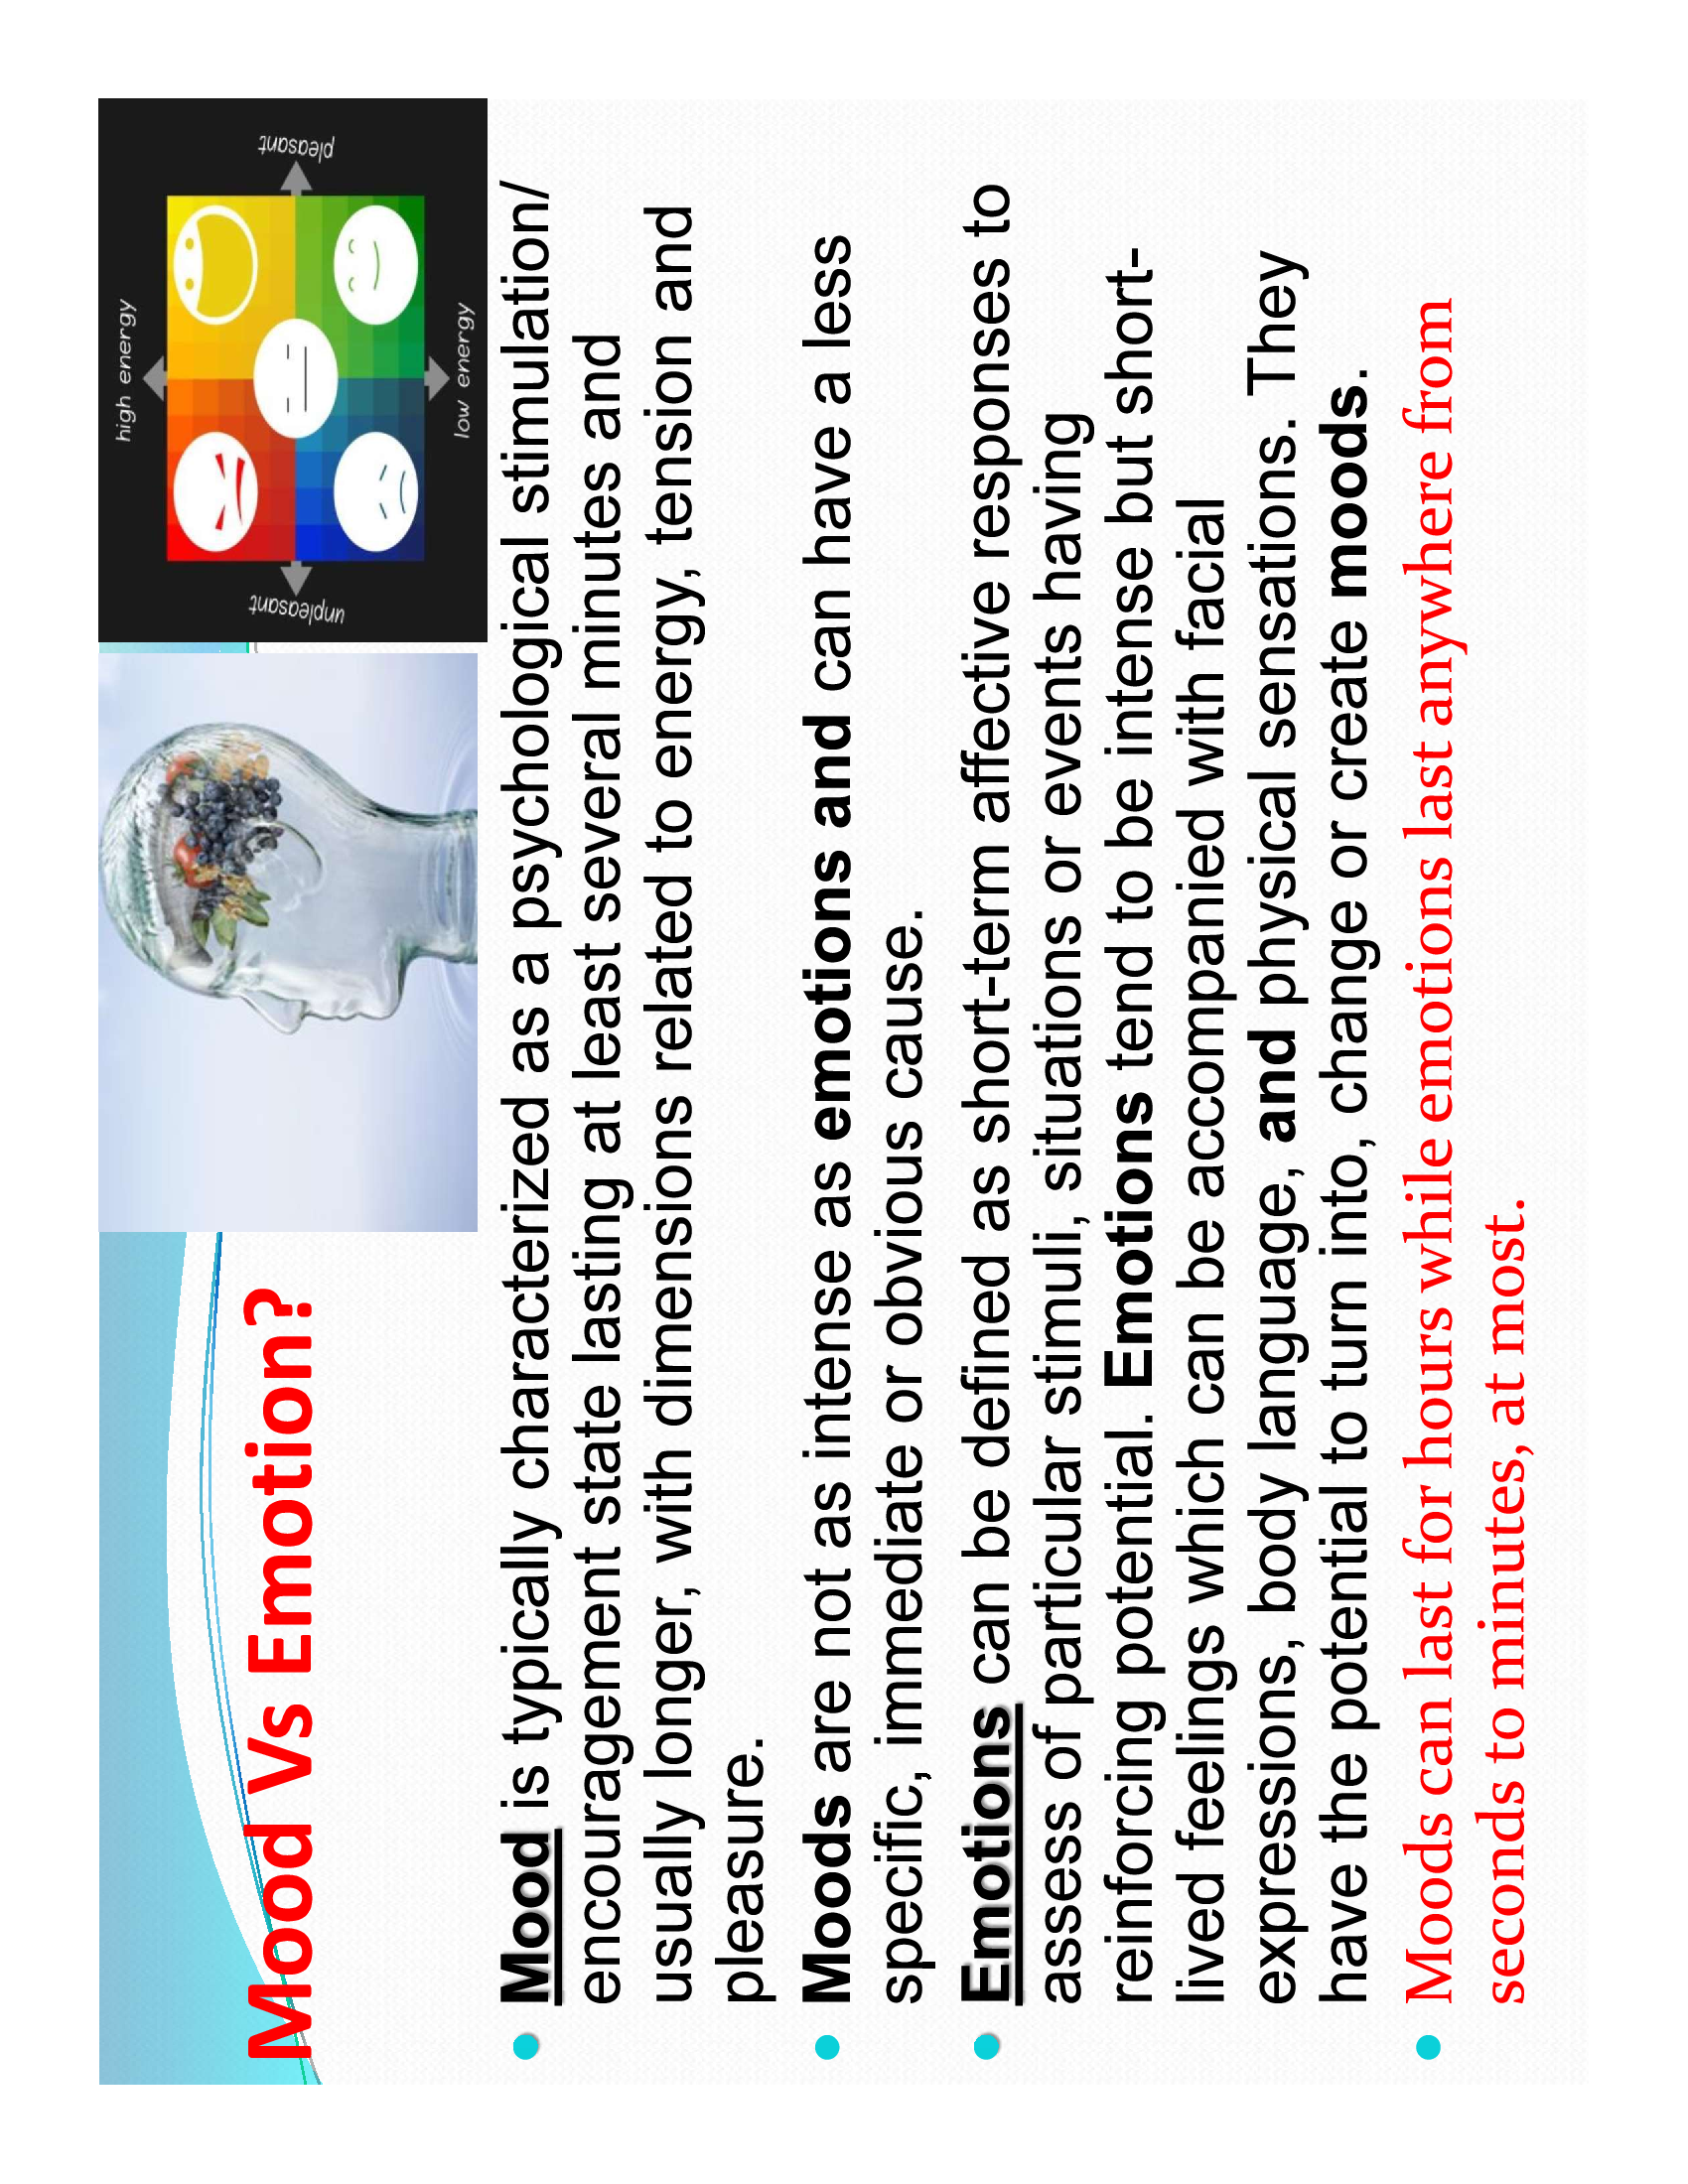 Mood Vs Emotion?
high energy
unpleasant
pleasant
low energy
• Mood is typically characterized as a psychological stimulation/
encouragement state lasting at least several minutes and
usually longer, with dimensions related to energy, tension and
pleasure.
• Moods are not as intense as emotions and can have a less
specific, immediate or obvious cause.
• Emotions can be defined as short-term affective responses to
assess of particular stimuli, situations or events having
reinforcing potential. Emotions tend to be intense but short-
lived feelings which can be accompanied with facial
expressions, body language, and physical sensations. They
have the potential to turn into, change or create moods.
• Moods can last for hours while emotions last anywhere from
seconds to minutes, at most.